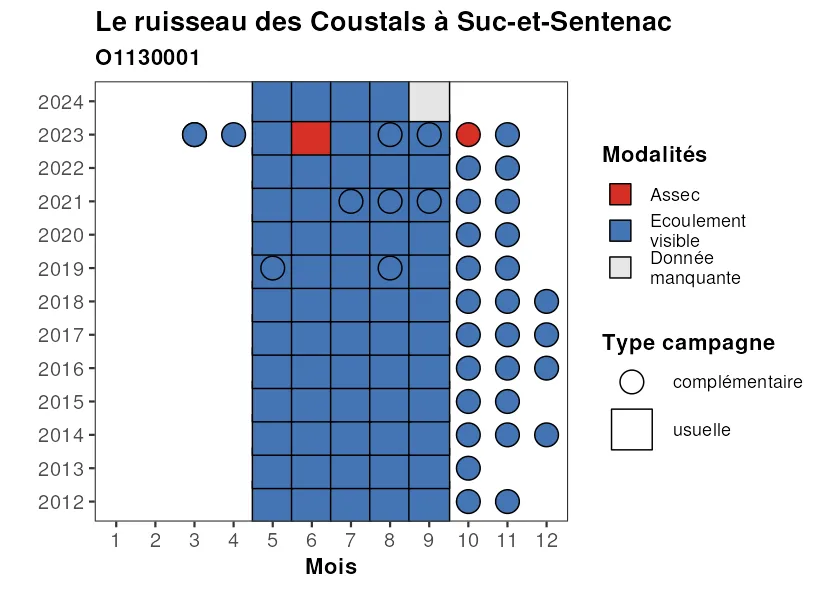 Le ruisseau des Coustals à Suc-et-Sentenac
O1130001
2024
2023
2022
2021
2020
2019
2018
2017
2016
2015
2014
2013
2012
1 2 3 4 5 6 7 8 9 10 11 12
Mois
Modalités
Assec
Ecoulement
visible
Donnée
manquante
Type campagne
complémentaire
usuelle